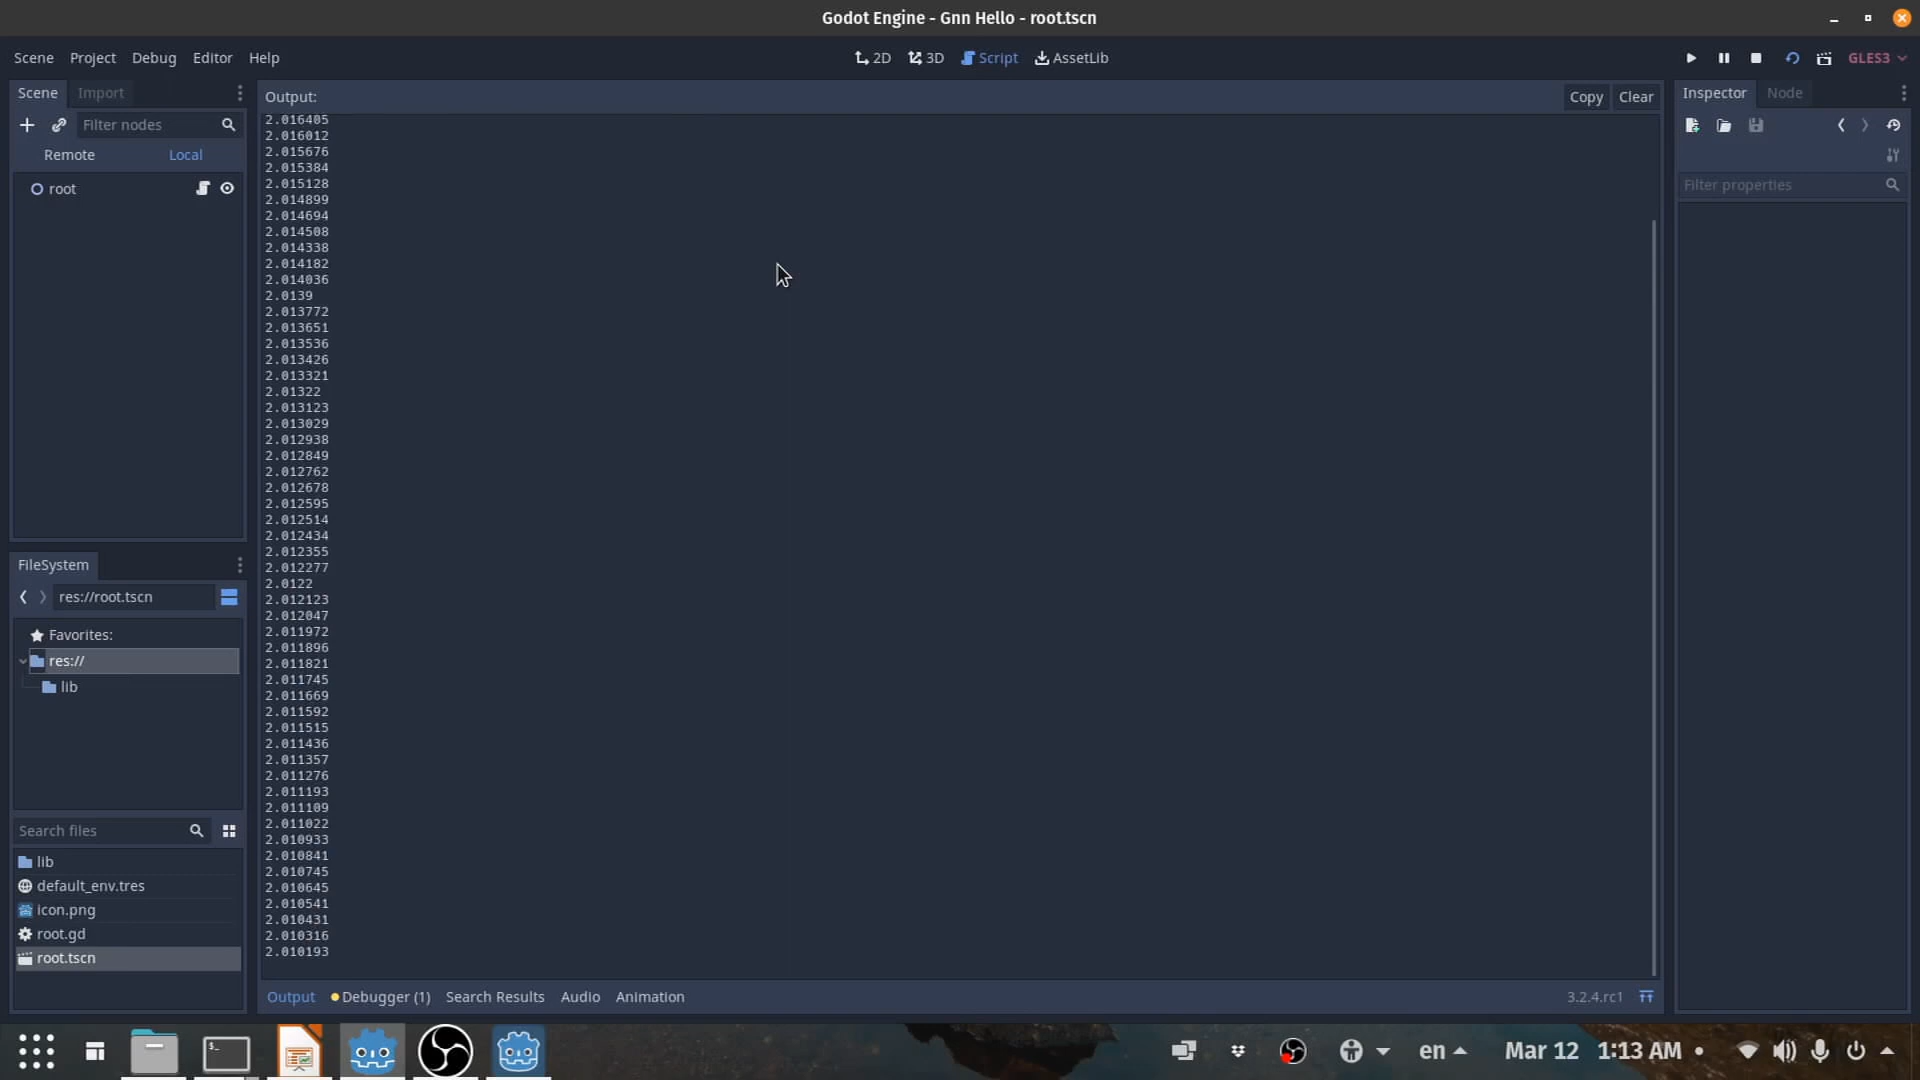 Godot Engine - Gnn Hello - root.tscn
Scene Project Debug Editor Help
2D 3D Script AssetLib
GLES3
Scene Import
Filter nodes
Remote Local
root
FileSystem
res://root.tscn
Favorites:
res://
lib
Search files
lib
default_env.tres
icon.png
root.gd
root.tscn
Output:
Copy Clear
2.016405
2.016012
2.015676
2.015384
2.015128
2.014899
2.014694
2.014508
2.014338
2.014182
2.014036
2.0139
2.013772
2.013651
2.013536
2.013426
2.013321
2.01322
2.013123
2.013029
2.012938
2.012849
2.012762
2.012678
2.012595
2.012514
2.012434
2.012355
2.012277
2.0122
2.012123
2.012047
2.011972
2.011896
2.011821
2.011745
2.011669
2.011592
2.011515
2.011436
2.011357
2.011276
2.011193
2.011109
2.011022
2.010933
2.010841
2.010745
2.010645
2.010541
2.010431
2.010316
2.010193
Output Debugger (1) Search Results Audio Animation
3.2.4.rc1
Inspector Node
Filter properties
en
Mar 12 1:13 AM